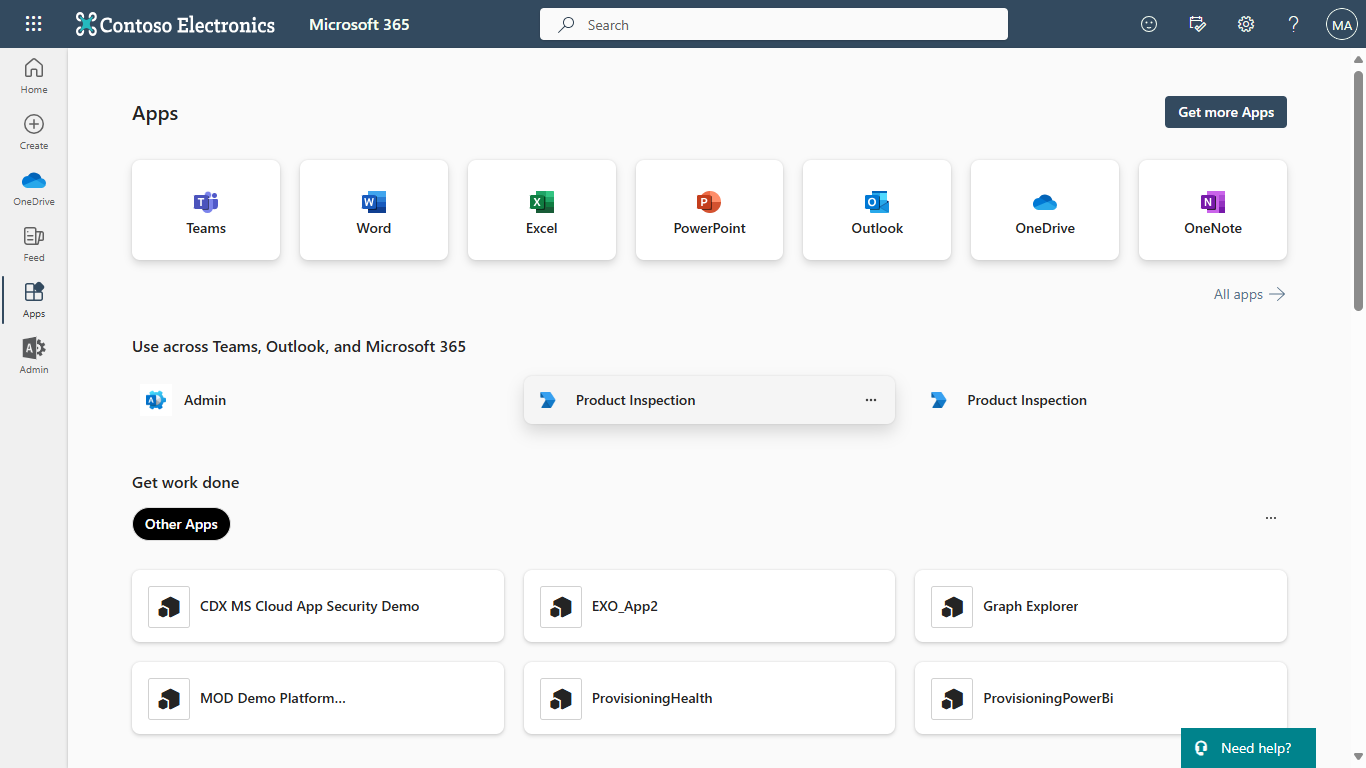 Contoso Electronics
Microsoft 365
Search
MA
Home
Create
OneDrive
Feed
Apps
Admin
Apps
Get more Apps
Teams
Word
Excel
PowerPoint
Outlook
OneDrive
OneNote
All apps
Use across Teams, Outlook, and Microsoft 365
Admin
Product Inspection
Product Inspection
Get work done
Other Apps
CDX MS Cloud App Security Demo
EXO_App2
Graph Explorer
MOD Demo Platform...
ProvisioningHealth
ProvisioningPowerBi
Need help?